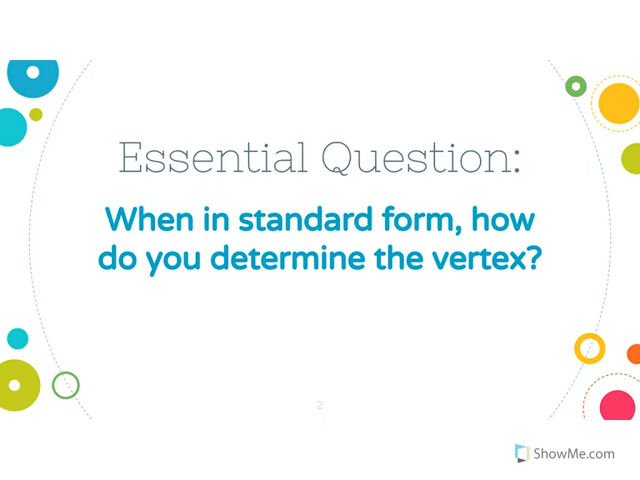 Essential Question:
When in standard form, how
do you determine the vertex?
2
ShowMe.com